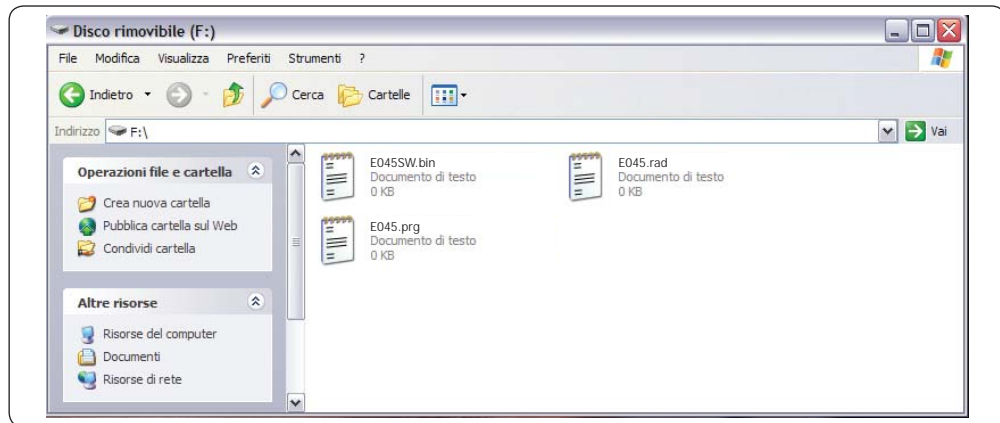 Disco rimovibile (F:)
File Modifica Visualizza Preferiti Strumenti ?
Indietro Cerca Cartelle
Indirizzo F:\ Vai
Operazioni file e cartella
Crea nuova cartella
Pubblica cartella sul Web
Condividi cartella
Altre risorse
Risorse del computer
Documenti
Risorse di rete
E045SW.bin
Documento di testo
0 KB
E045.rad
Documento di testo
0 KB
E045.prg
Documento di testo
0 KB